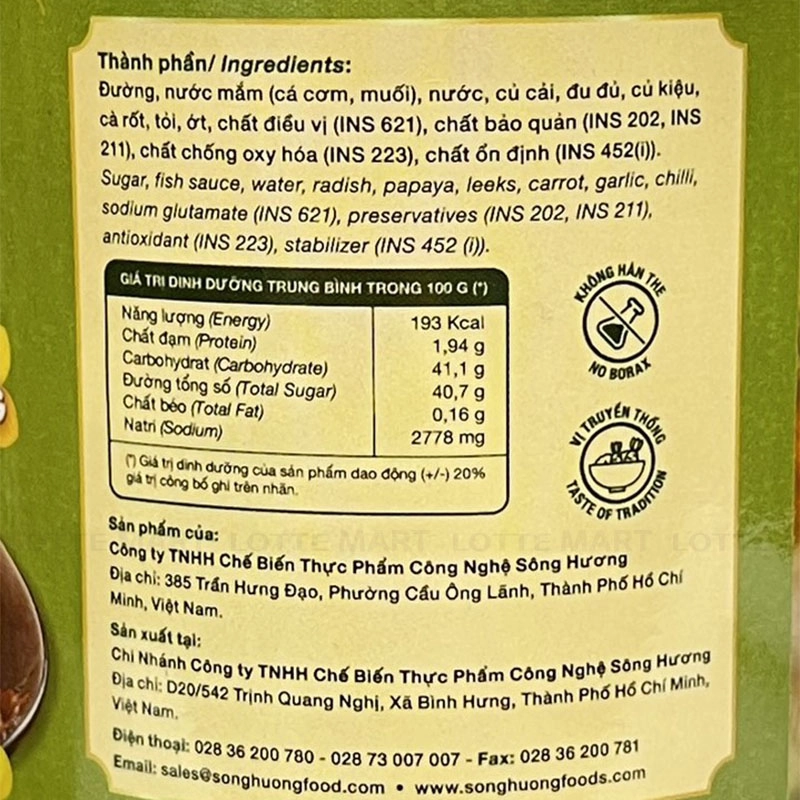 Thành phần/ Ingredients:
Đường, nước mắm (cá cơm, muối), nước, củ cải, đu đủ, củ kiệu,
cà rốt, tỏi, ớt, chất điều vị (INS 621), chất bảo quản (INS 202, INS
211), chất chống oxy hóa (INS 223), chất ổn định (INS 452(i)).
Sugar, fish sauce, water, radish, papaya, leeks, carrot, garlic, chilli,
sodium glutamate (INS 621), preservatives (INS 202, INS 211),
antioxidant (INS 223), stabilizer (INS 452 (i)).
GIÁ TRỊ DINH DƯỠNG TRUNG BÌNH TRONG 100 G (*)
Năng lượng (Energy) 193 Kcal
Chất đạm (Protein) 1,94 g
Carbohydrat (Carbohydrate) 41,1 g
Đường tổng số (Total Sugar) 40,7 g
Chất béo (Total Fat) 0,16 g
Natri (Sodium) 2778 mg
(*) Giá trị dinh dưỡng của sản phẩm dao động (+/-) 20%
giá trị công bố ghi trên nhãn.
KHÔNG HÀN THE
NO BORAX
VỊ TRUYỀN THỐNG
TASTE OF TRADITION
LOTTE MART LOTTE MART LOTTE
Sản phẩm của:
Công ty TNHH Chế Biến Thực Phẩm Công Nghệ Sông Hương
Địa chỉ: 385 Trần Hưng Đạo, Phường Cầu Ông Lãnh, Thành Phố Hồ Chí
Minh, Việt Nam.
Sản xuất tại:
Chi Nhánh Công ty TNHH Chế Biến Thực Phẩm Công Nghệ Sông Hương
Địa chỉ: D20/542 Trịnh Quang Nghị, Xã Bình Hưng, Thành Phố Hồ Chí Minh,
Việt Nam.
Điện thoại: 028 36 200 780 - 028 73 007 007 - Fax: 028 36 200 781
Email: sales@songhuongfood.com • www.songhuongfoods.com